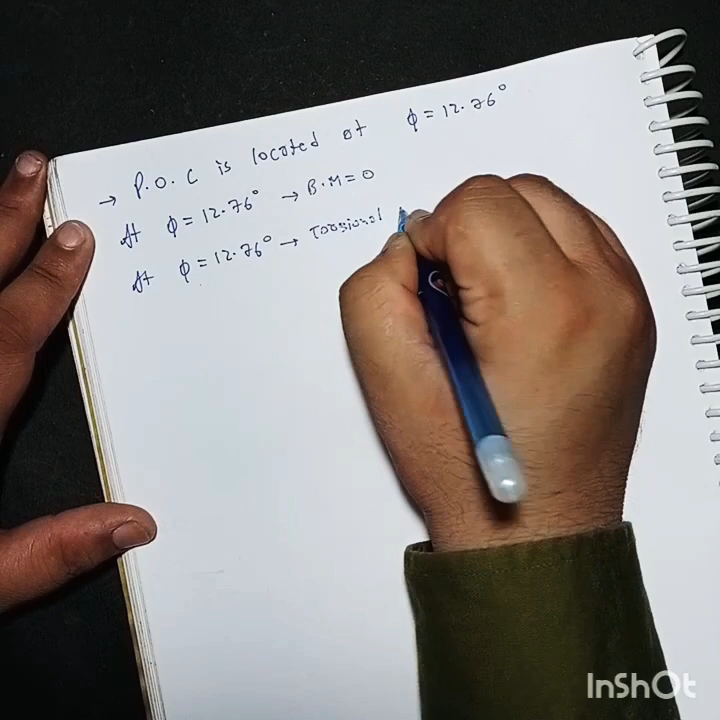 → P.O.C is located at ϕ = 12.76°
At ϕ = 12.76° → B.M = 0
At ϕ = 12.76° → Torsional
InShOt